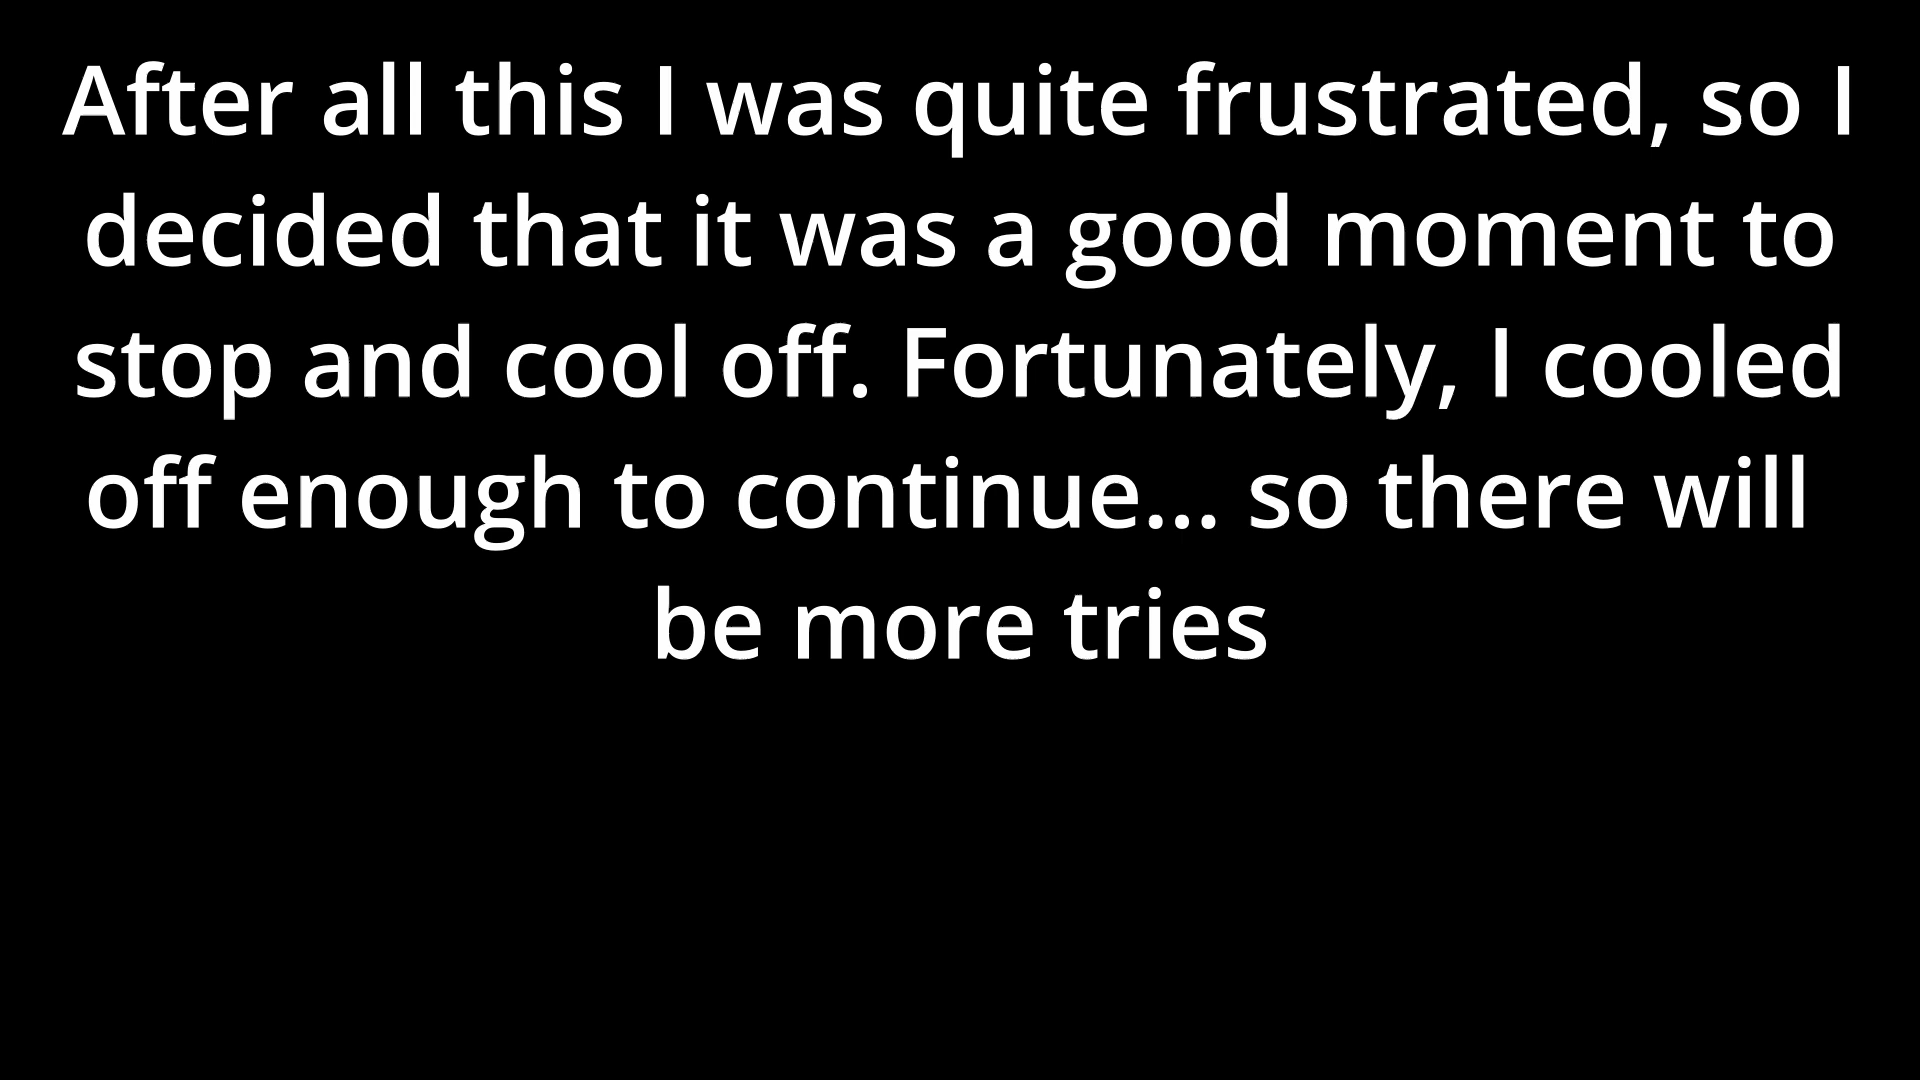 After all this I was quite frustrated, so I
decided that it was a good moment to
stop and cool off. Fortunately, I cooled
off enough to continue... so there will
be more tries